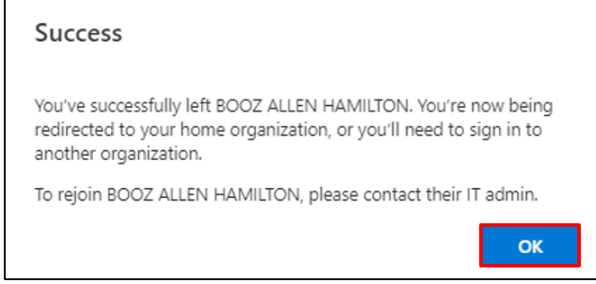 Success
You've successfully left BOOZ ALLEN HAMILTON. You're now being
redirected to your home organization, or you'll need to sign in to
another organization.
To rejoin BOOZ ALLEN HAMILTON, please contact their IT admin.
OK